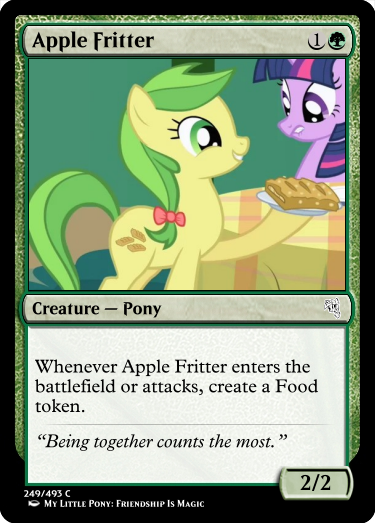 Apple Fritter 1
Creature — Pony
Whenever Apple Fritter enters the
battlefield or attacks, create a Food
token.
“Being together counts the most.”
2/2
249/493 C
My Little Pony: Friendship Is Magic